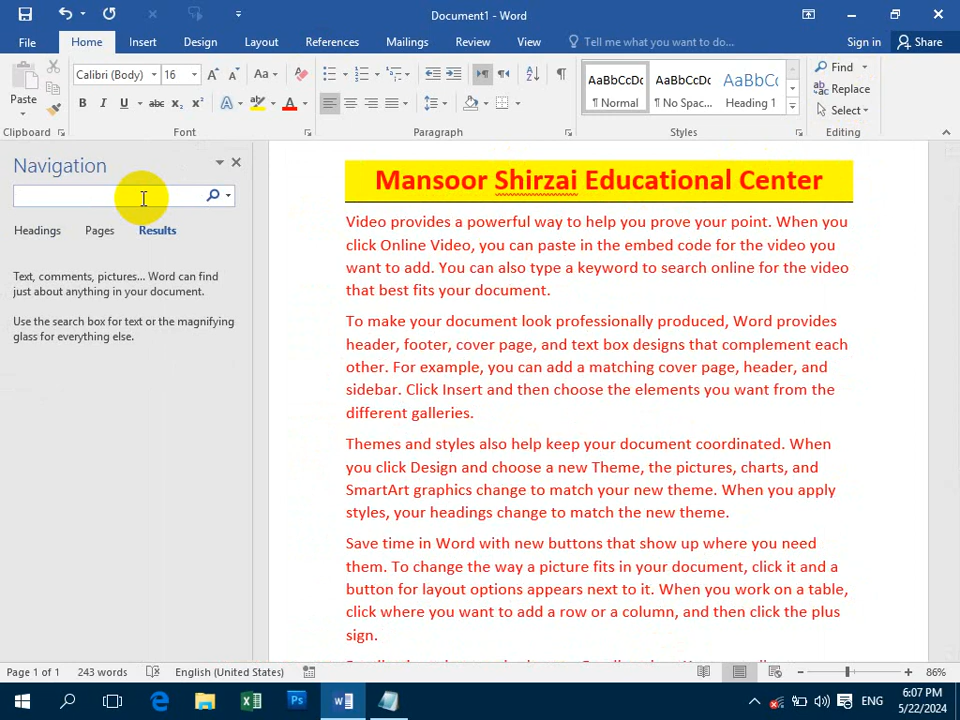 Document1 - Word
File Home Insert Design Layout References Mailings Review View Tell me what you want to do... Sign in Share
Paste
Calibri (Body) 16 Aa
B I U abc x₂ x² A ab A
AaBbCcDc AaBbCcDc AaBbCc
¶ Normal ¶ No Spac... Heading 1
Find
Replace
Select
Clipboard Font Paragraph Styles Editing
Navigation
Headings Pages Results
Text, comments, pictures... Word can find
just about anything in your document.
Use the search box for text or the magnifying
glass for everything else.
Mansoor Shirzai Educational Center
Video provides a powerful way to help you prove your point. When you
click Online Video, you can paste in the embed code for the video you
want to add. You can also type a keyword to search online for the video
that best fits your document.
To make your document look professionally produced, Word provides
header, footer, cover page, and text box designs that complement each
other. For example, you can add a matching cover page, header, and
sidebar. Click Insert and then choose the elements you want from the
different galleries.
Themes and styles also help keep your document coordinated. When
you click Design and choose a new Theme, the pictures, charts, and
SmartArt graphics change to match your new theme. When you apply
styles, your headings change to match the new theme.
Save time in Word with new buttons that show up where you need
them. To change the way a picture fits in your document, click it and a
button for layout options appears next to it. When you work on a table,
click where you want to add a row or a column, and then click the plus
sign.
Page 1 of 1 243 words English (United States) 86%
ENG
6:07 PM
5/22/2024